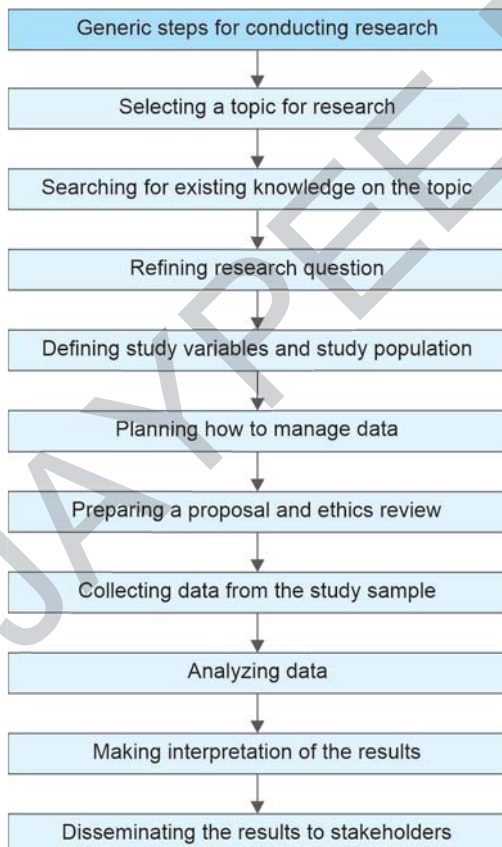 Generic steps for conducting research
Selecting a topic for research
Searching for existing knowledge on the topic
Refining research question
Defining study variables and study population
Planning how to manage data
Preparing a proposal and ethics review
Collecting data from the study sample
Analyzing data
Making interpretation of the results
Disseminating the results to stakeholders
JAYPEE